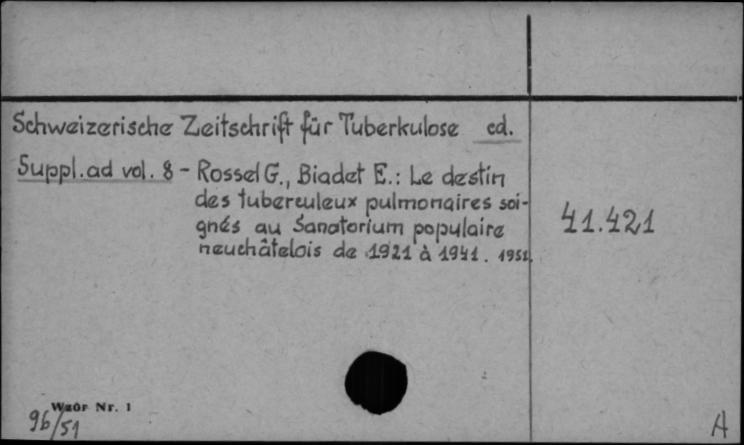 Schweizerische Zeitschrift für Tuberkulose ed.
Suppl. ad vol. 8 - Rossel G., Biadet E.: Le destin
des tuberculeux pulmonaires soi-
gnés au Sanatorium populaire
neuchâtelois de 1921 à 1941. 1951.
41.421
Wzór Nr. 1
96/51
A